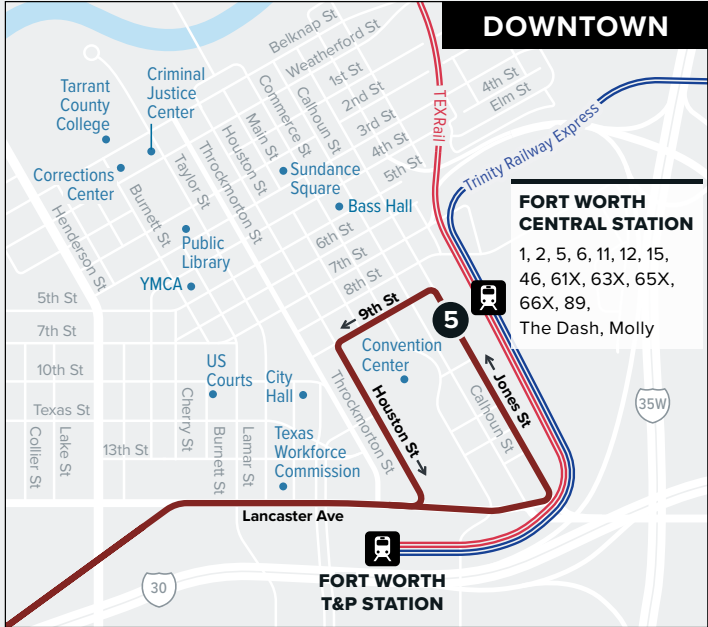 DOWNTOWN
Belknap St
Weatherford St
1st St
2nd St
3rd St
4th St
5th St
4th St
Elm St
Commerce St
Calhoun St
Main St
Houston St
Throckmorton St
Taylor St
Burnett St
Henderson St
Tarrant
County
College
Criminal
Justice
Center
Corrections
Center
Sundance
Square
Bass Hall
Public
Library
YMCA
TEXRail
Trinity Railway Express
FORT WORTH
CENTRAL STATION
1, 2, 5, 6, 11, 12, 15,
46, 61X, 63X, 65X,
66X, 89,
The Dash, Molly
6th St
7th St
8th St
9th St
5
5th St
7th St
10th St
Texas St
13th St
Collier St
Lake St
Cherry St
Burnett St
Lamar St
US
Courts
City
Hall
Texas
Workforce
Commission
Convention
Center
Throckmorton St
Houston St
Calhoun St
Jones St
35W
Lancaster Ave
30
FORT WORTH
T&P STATION